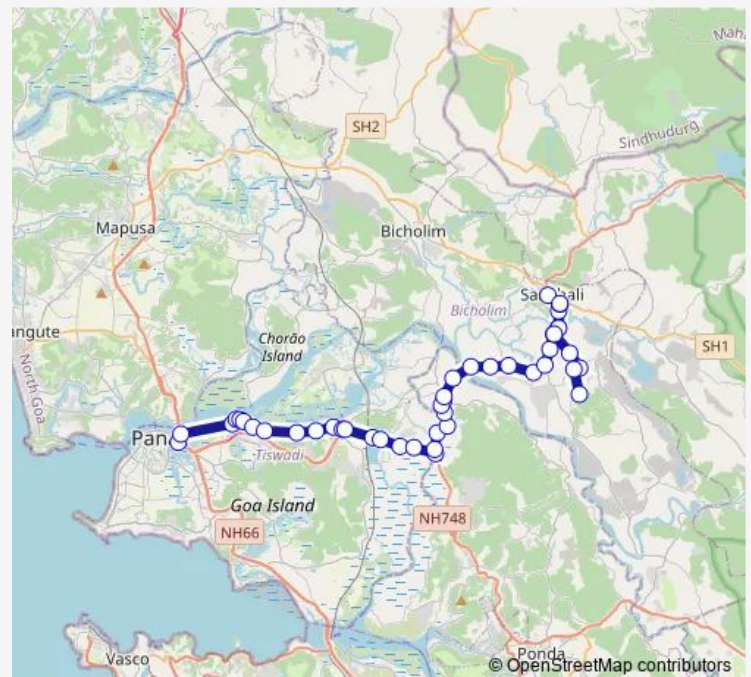 Maha
SH2
Sindhudurg
Mapusa
Bicholim
Bicholim
SH1
angute
Chorão
Island
North Goa
Pan
Tiswadi
Goa Island
NH66
NH748
Vasco
Ponda
© OpenStreetMap contributors